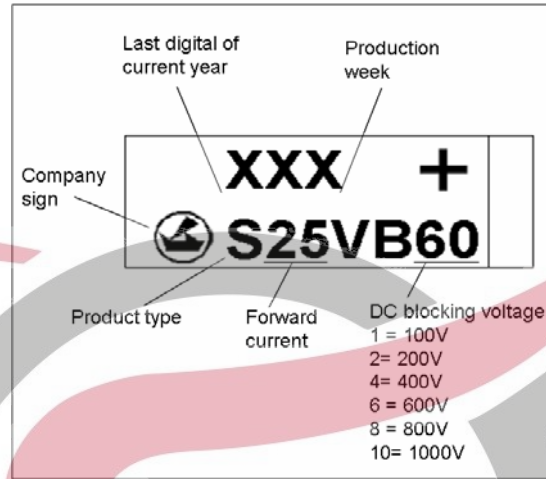 Last digital of
current year
Production
week
XXX +
Company
sign
S25VB60
Product type
Forward
current
DC blocking voltage
1 = 100V
2= 200V
4= 400V
6 = 600V
8 = 800V
10= 1000V